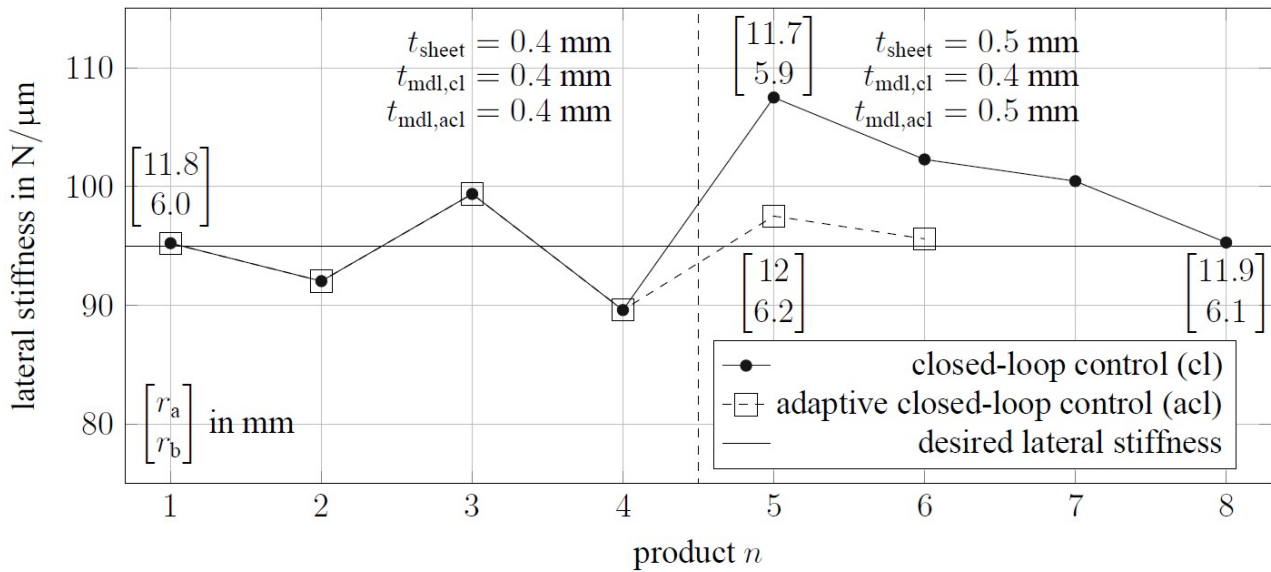 lateral stiffness in N/µm
110
100
90
80
t_sheet = 0.4 mm
t_mdl,cl = 0.4 mm
t_mdl,acl = 0.4 mm
[11.7
5.9]
t_sheet = 0.5 mm
t_mdl,cl = 0.4 mm
t_mdl,acl = 0.5 mm
[11.8
6.0]
[12
6.2]
[11.9
6.1]
[r_a
r_b] in mm
closed-loop control (cl)
adaptive closed-loop control (acl)
desired lateral stiffness
1 2 3 4 5 6 7 8
product n